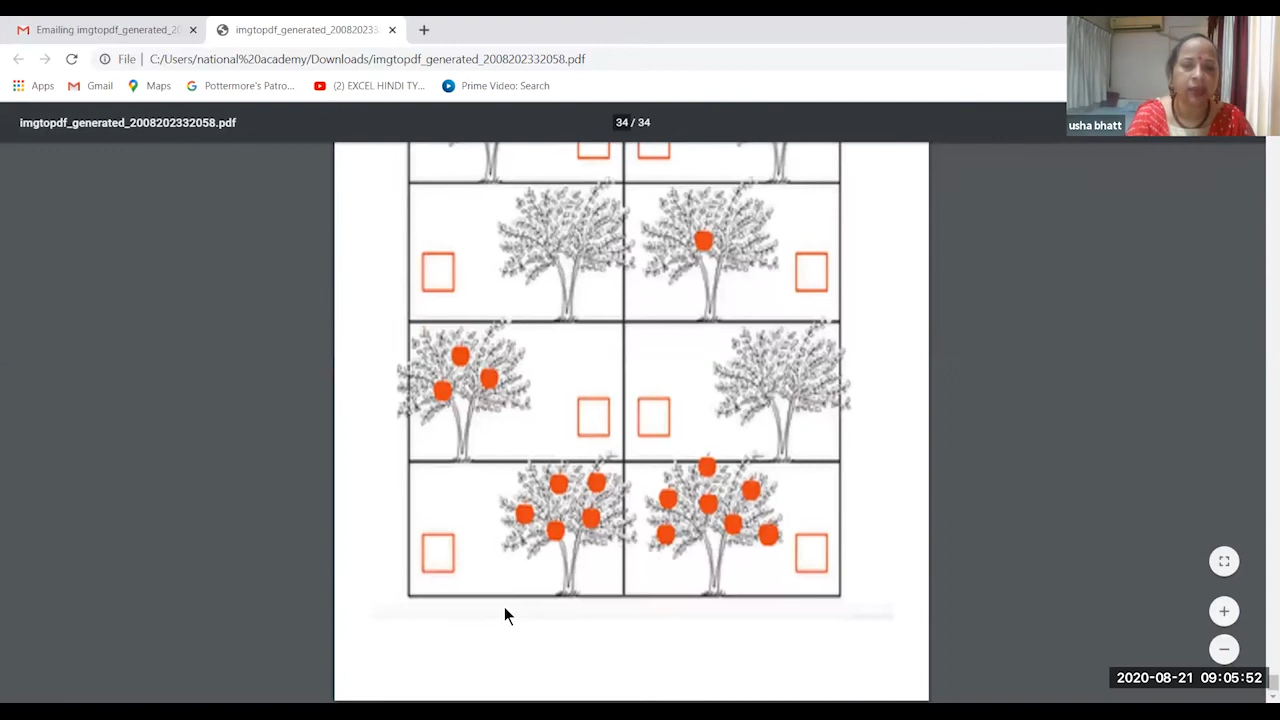 Emailing imgtopdf_generated_20
imgtopdf_generated_20082023
File | C:/Users/national%20academy/Downloads/imgtopdf_generated_2008202332058.pdf
Apps Gmail Maps Pottermore's Patro... (2) EXCEL HINDI TY... Prime Video: Search
imgtopdf_generated_2008202332058.pdf
34 / 34
usha bhatt
2020-08-21 09:05:52